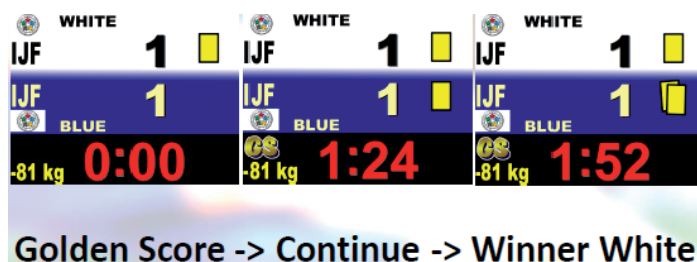 WHITE WHITE WHITE
IJF 1 IJF 1 IJF 1
IJF 1 IJF 1 IJF 1
BLUE BLUE BLUE
-81 kg 0:00 GS -81 kg 1:24 GS -81 kg 1:52
Golden Score -> Continue -> Winner White